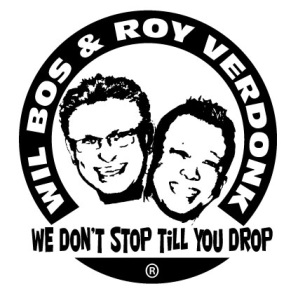 WIL BOS & ROY VERDONK
WE DON'T STOP TiLL YOU DROP
®